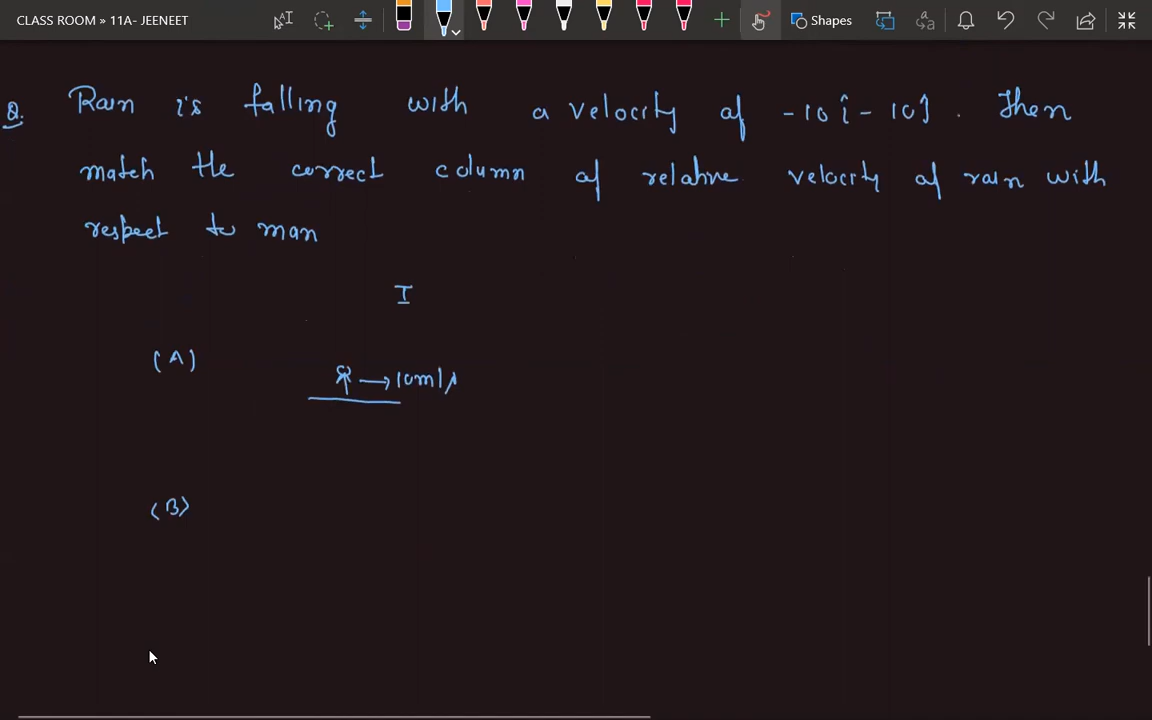 CLASS ROOM » 11A- JEENEET
Shapes
Q. Rain is falling with a velocity of -10î - 10ĵ . Then
match the correct column of relative velocity of rain with
respect to man
I
(A)
→ 10m/s
(B)